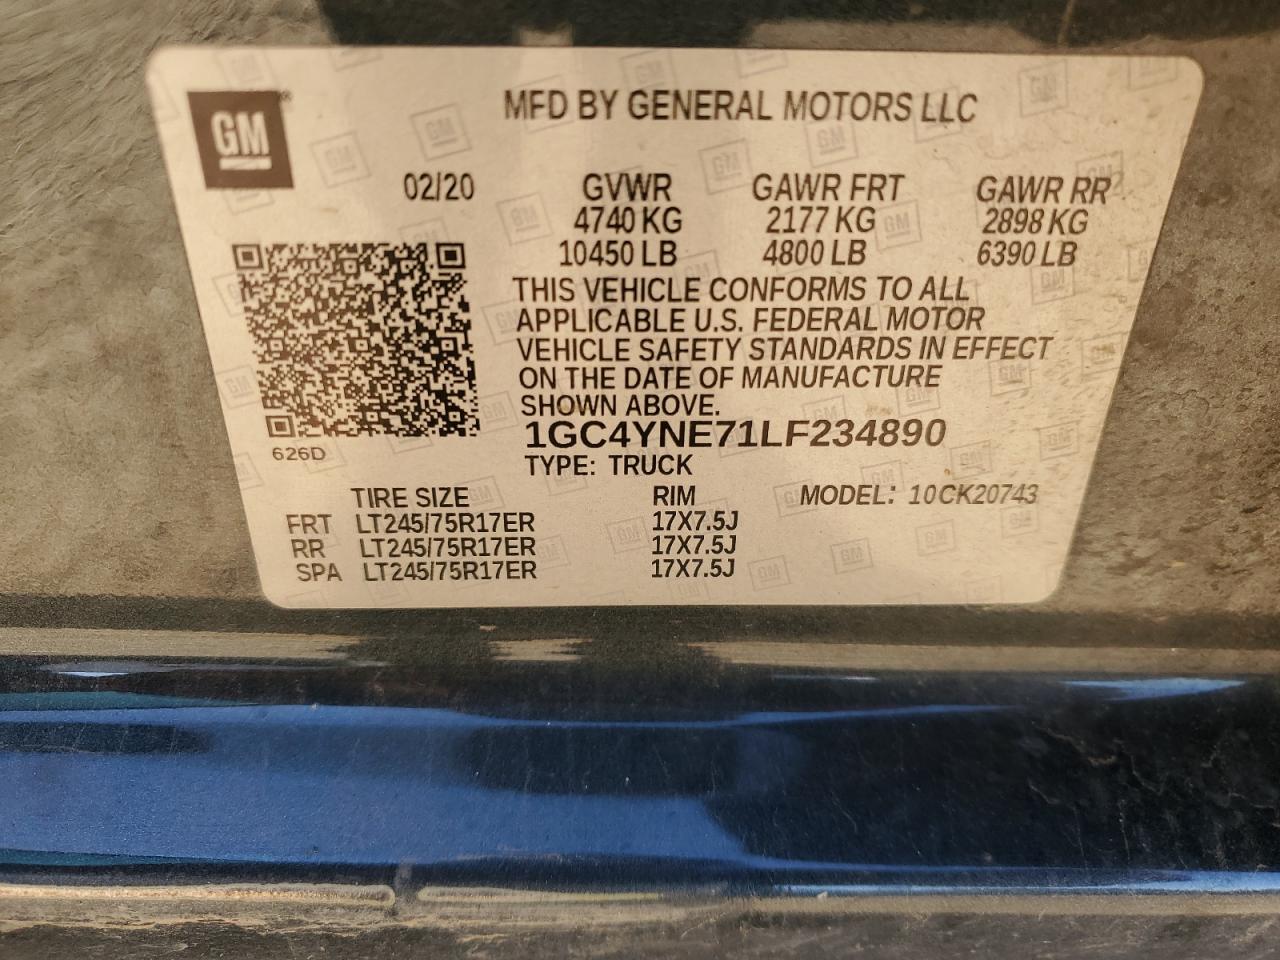 GM
MFD BY GENERAL MOTORS LLC
02/20 GVWR GAWR FRT GAWR RR
4740 KG 2177 KG 2898 KG
10450 LB 4800 LB 6390 LB
THIS VEHICLE CONFORMS TO ALL
APPLICABLE U.S. FEDERAL MOTOR
VEHICLE SAFETY STANDARDS IN EFFECT
ON THE DATE OF MANUFACTURE
SHOWN ABOVE.
1GC4YNE71LF234890
626D
TYPE: TRUCK
TIRE SIZE RIM MODEL: 10CK20743
FRT LT245/75R17ER 17X7.5J
RR LT245/75R17ER 17X7.5J
SPA LT245/75R17ER 17X7.5J